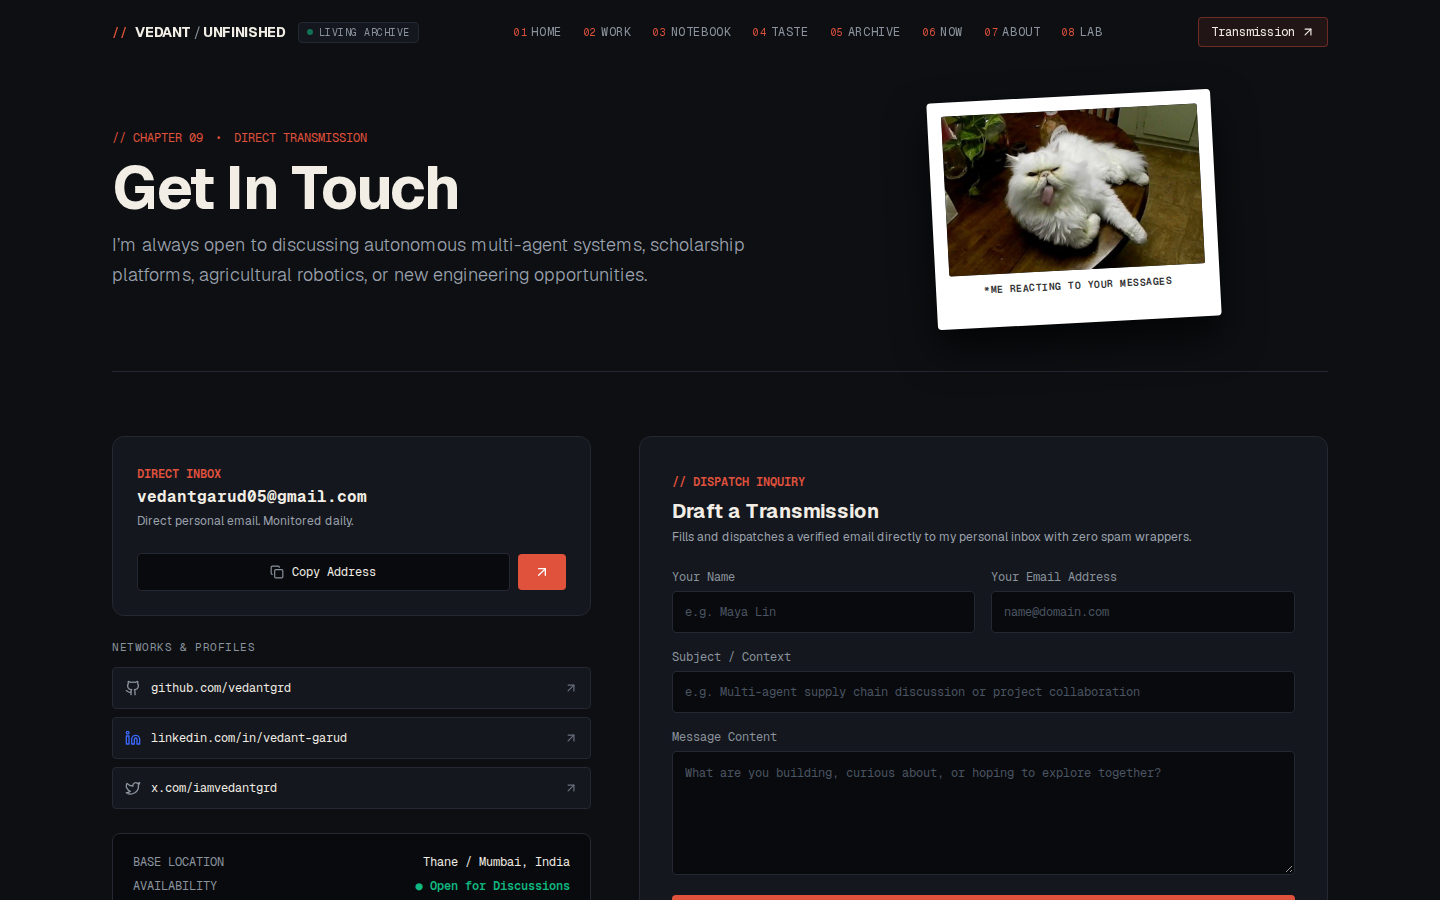 // VEDANT / UNFINISHED
LIVING ARCHIVE
01 HOME
02 WORK
03 NOTEBOOK
04 TASTE
05 ARCHIVE
06 NOW
07 ABOUT
08 LAB
Transmission
// CHAPTER 09 • DIRECT TRANSMISSION
Get In Touch
I'm always open to discussing autonomous multi-agent systems, scholarship
platforms, agricultural robotics, or new engineering opportunities.
*ME REACTING TO YOUR MESSAGES
DIRECT INBOX
vedantgarud05@gmail.com
Direct personal email. Monitored daily.
Copy Address
NETWORKS & PROFILES
github.com/vedantgrd
linkedin.com/in/vedant-garud
x.com/iamvedantgrd
BASE LOCATION
Thane / Mumbai, India
AVAILABILITY
● Open for Discussions
// DISPATCH INQUIRY
Draft a Transmission
Fills and dispatches a verified email directly to my personal inbox with zero spam wrappers.
Your Name
e.g. Maya Lin
Your Email Address
name@domain.com
Subject / Context
e.g. Multi-agent supply chain discussion or project collaboration
Message Content
What are you building, curious about, or hoping to explore together?